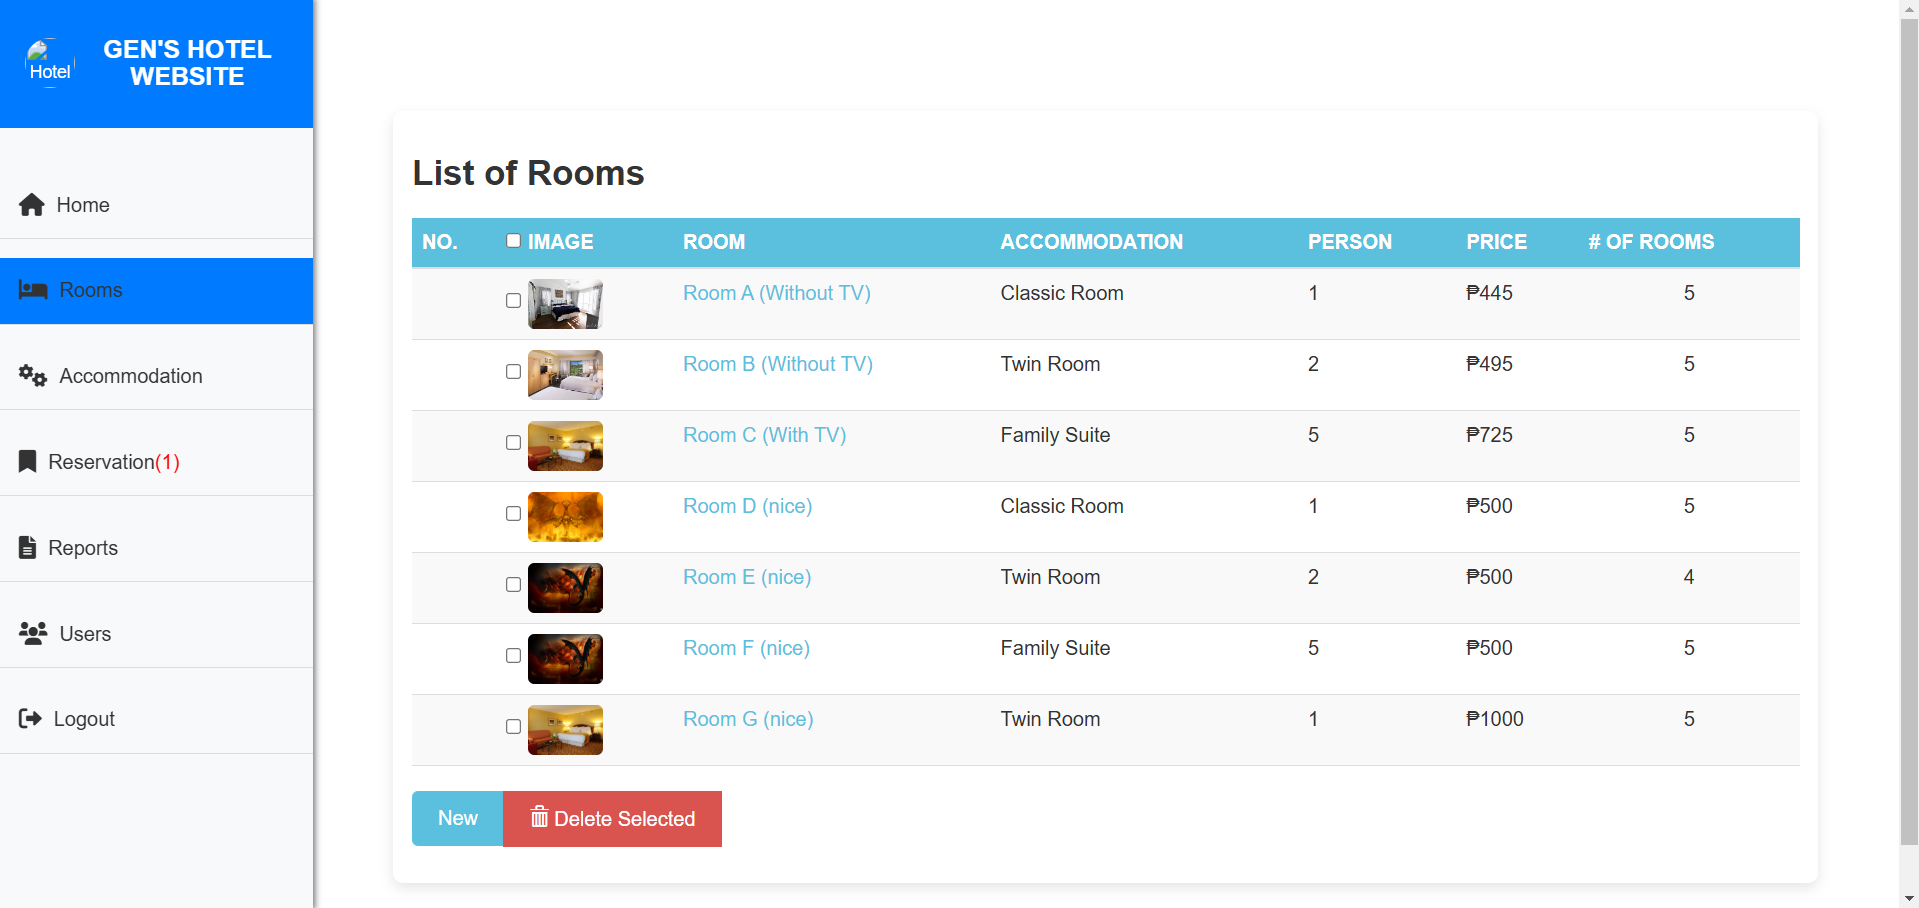 Hotel
GEN'S HOTEL
WEBSITE
Home
Rooms
Accommodation
Reservation(1)
Reports
Users
Logout
List of Rooms
NO. IMAGE ROOM ACCOMMODATION PERSON PRICE # OF ROOMS
Room A (Without TV) Classic Room 1 ₱445 5
Room B (Without TV) Twin Room 2 ₱495 5
Room C (With TV) Family Suite 5 ₱725 5
Room D (nice) Classic Room 1 ₱500 5
Room E (nice) Twin Room 2 ₱500 4
Room F (nice) Family Suite 5 ₱500 5
Room G (nice) Twin Room 1 ₱1000 5
New Delete Selected